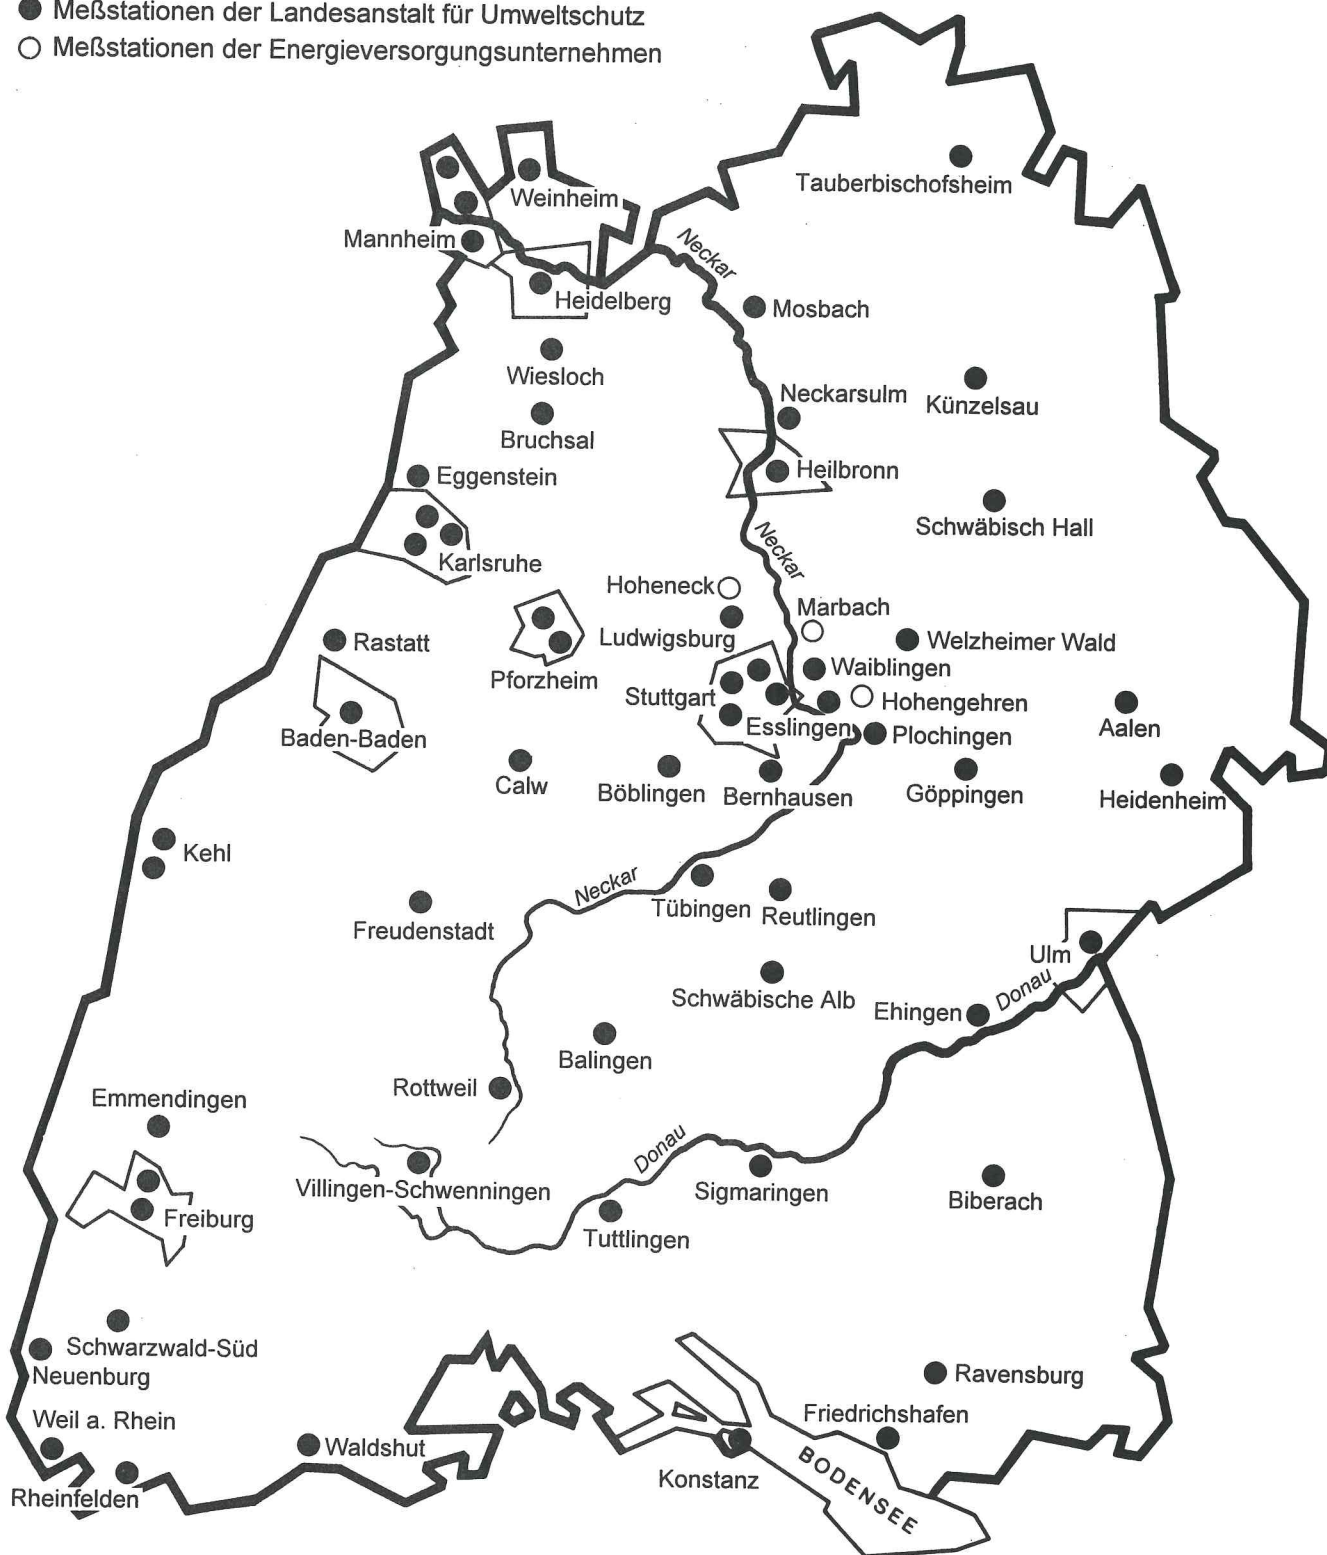 Meßstationen der Landesanstalt für Umweltschutz
Meßstationen der Energieversorgungsunternehmen
Tauberbischofsheim
Weinheim
Mannheim
Neckar
Heidelberg
Mosbach
Wiesloch
Neckarsulm
Künzelsau
Bruchsal
Heilbronn
Eggenstein
Schwäbisch Hall
Neckar
Karlsruhe
Hoheneck
Marbach
Ludwigsburg
Welzheimer Wald
Rastatt
Waiblingen
Pforzheim
Stuttgart
Hohengehren
Esslingen
Aalen
Baden-Baden
Plochingen
Calw
Böblingen
Bernhausen
Göppingen
Heidenheim
Kehl
Neckar
Tübingen
Reutlingen
Freudenstadt
Ulm
Donau
Schwäbische Alb
Ehingen
Balingen
Rottweil
Emmendingen
Donau
Villingen-Schwenningen
Sigmaringen
Biberach
Freiburg
Tuttlingen
Schwarzwald-Süd
Neuenburg
Ravensburg
Friedrichshafen
Weil a. Rhein
Waldshut
Konstanz
BODENSEE
Rheinfelden